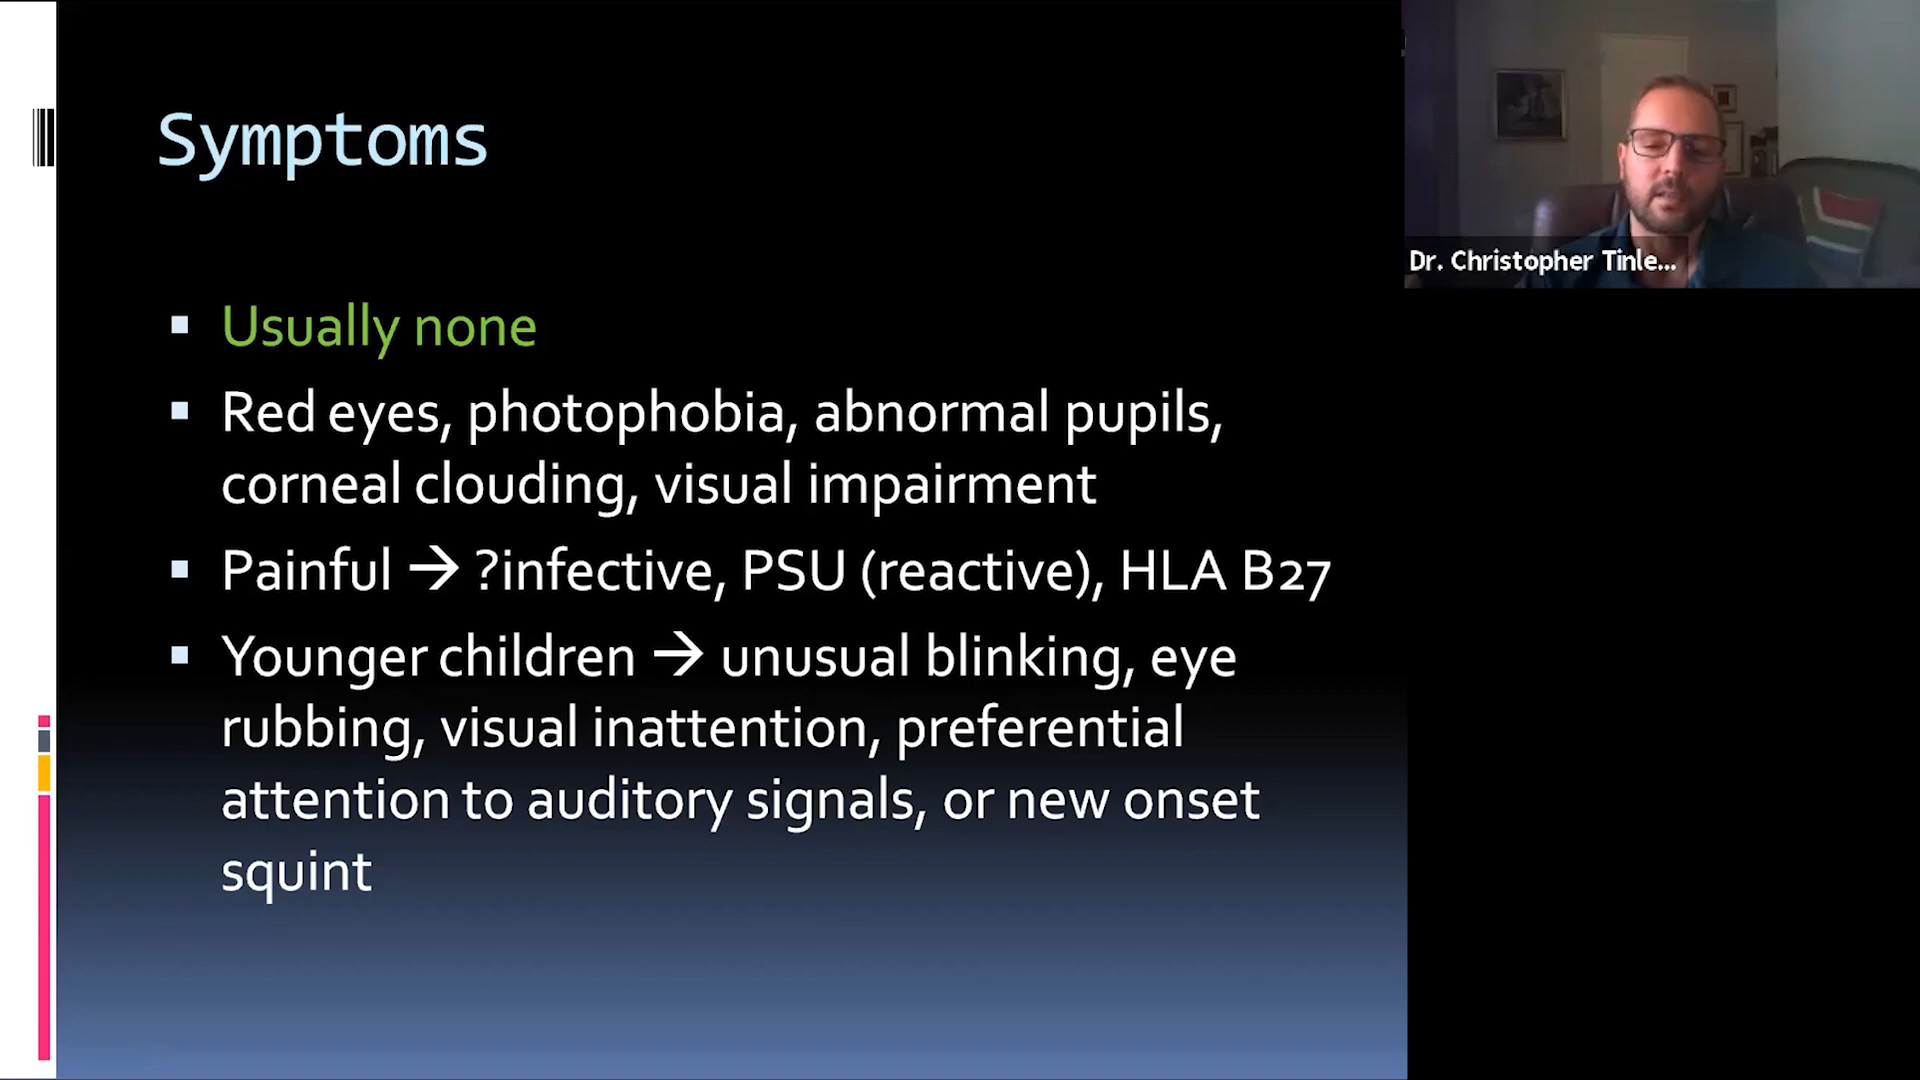 Symptoms
Usually none
Red eyes, photophobia, abnormal pupils,
corneal clouding, visual impairment
Painful → ?infective, PSU (reactive), HLA B27
Younger children → unusual blinking, eye
rubbing, visual inattention, preferential
attention to auditory signals, or new onset
squint
Dr. Christopher Tinle...